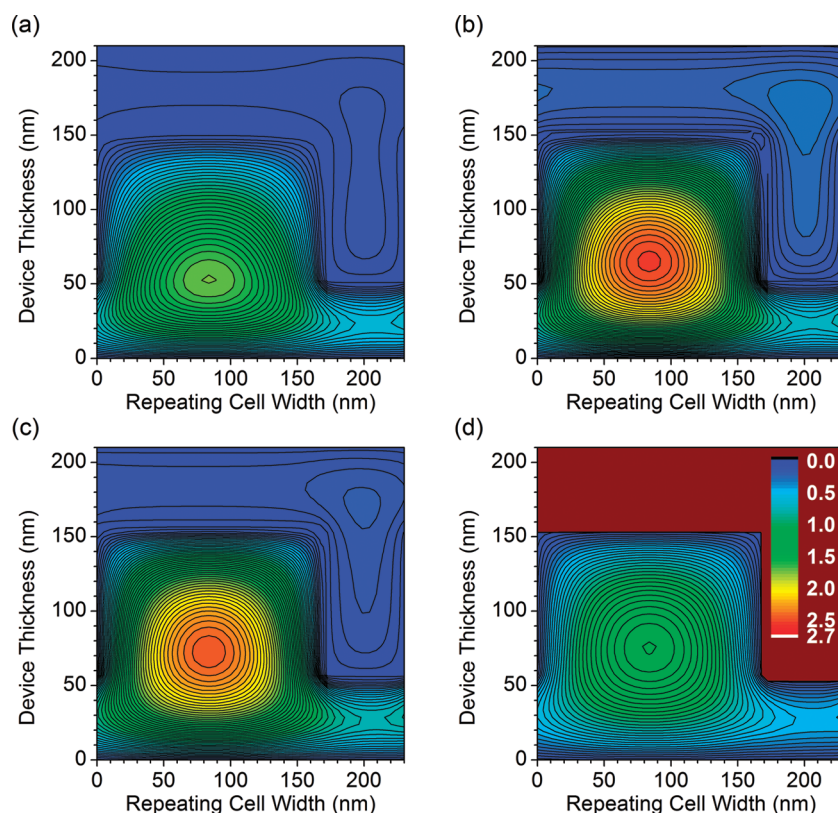 (a)
(b)
200
150
100
50
0
Device Thickness (nm)
0 50 100 150 200
Repeating Cell Width (nm)
200
150
100
50
0
Device Thickness (nm)
0 50 100 150 200
Repeating Cell Width (nm)
(c)
(d)
200
150
100
50
0
Device Thickness (nm)
0 50 100 150 200
Repeating Cell Width (nm)
200
150
100
50
0
Device Thickness (nm)
0 50 100 150 200
Repeating Cell Width (nm)
0.0
0.5
1.0
1.5
2.0
2.5
2.7